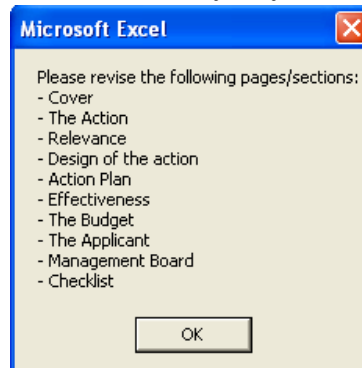 Microsoft Excel
Please revise the following pages/sections:
- Cover
- The Action
- Relevance
- Design of the action
- Action Plan
- Effectiveness
- The Budget
- The Applicant
- Management Board
- Checklist
OK